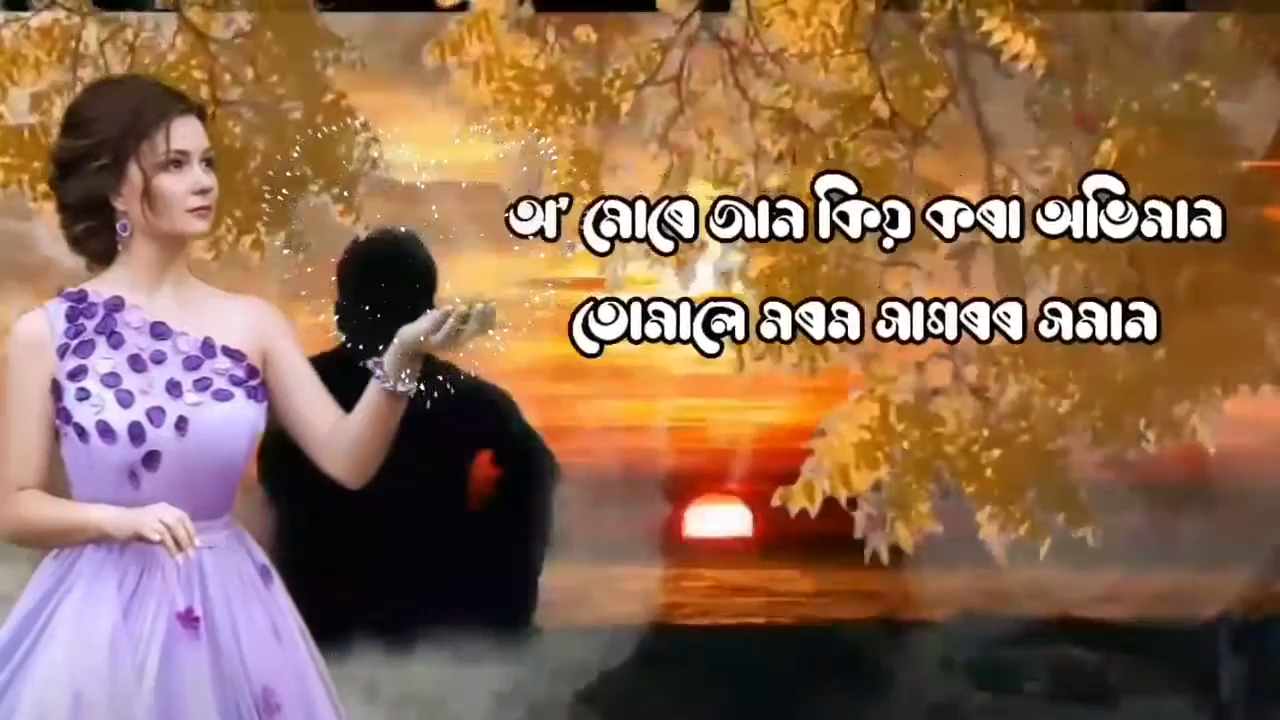 অ' মোৰে জান কিয় কৰা অভিমান
তোমালে মৰম সাগৰৰ সমান